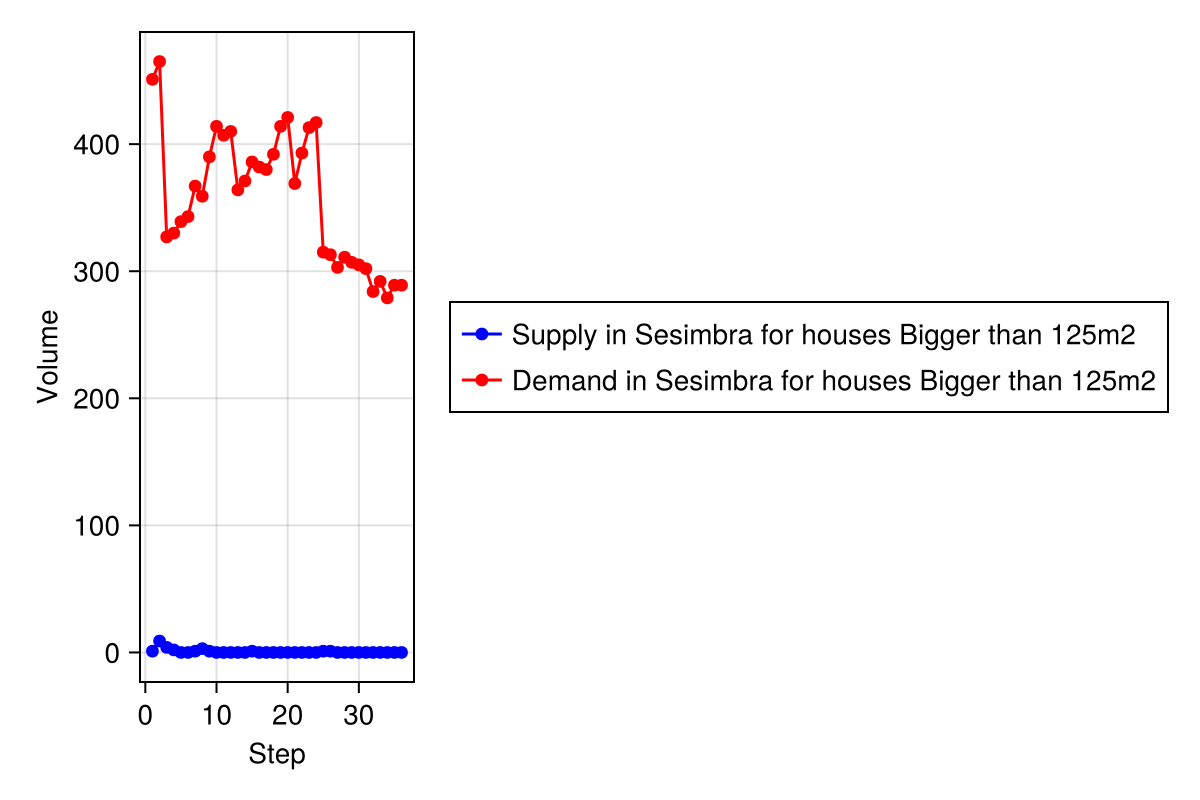 Volume
400
300
200
100
0
0 10 20 30
Step
Supply in Sesimbra for houses Bigger than 125m2
Demand in Sesimbra for houses Bigger than 125m2